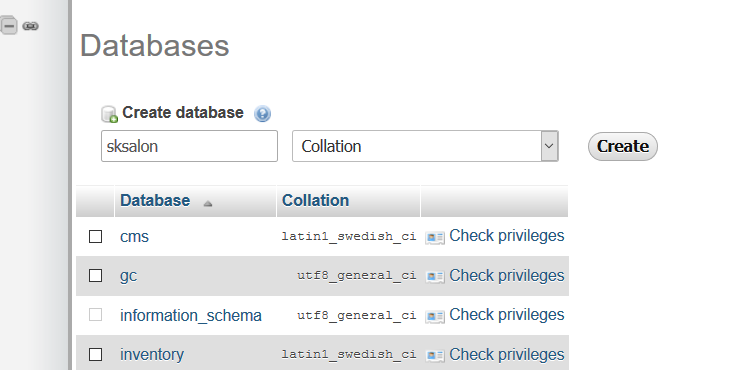 Databases
Create database
sksalon Collation Create
Database Collation
cms latin1_swedish_ci Check privileges
gc utf8_general_ci Check privileges
information_schema utf8_general_ci Check privileges
inventory latin1_swedish_ci Check privileges